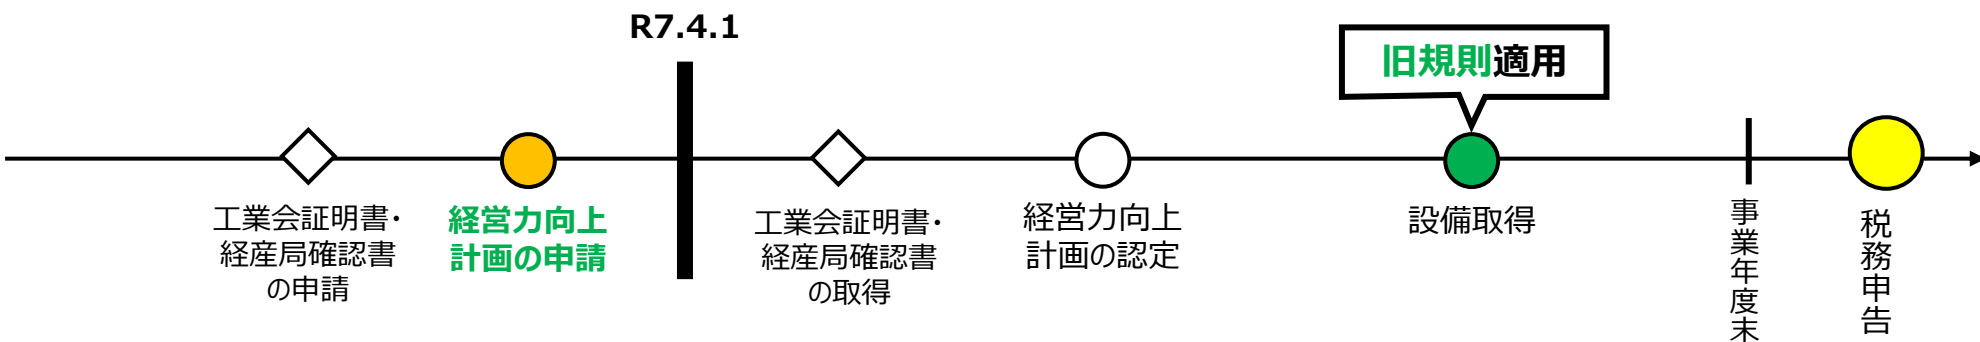 R7.4.1
旧規則適用
工業会証明書・
経産局確認書
の申請
経営力向上
計画の申請
工業会証明書・
経産局確認書
の取得
経営力向上
計画の認定
設備取得
事業年度末
税務申告